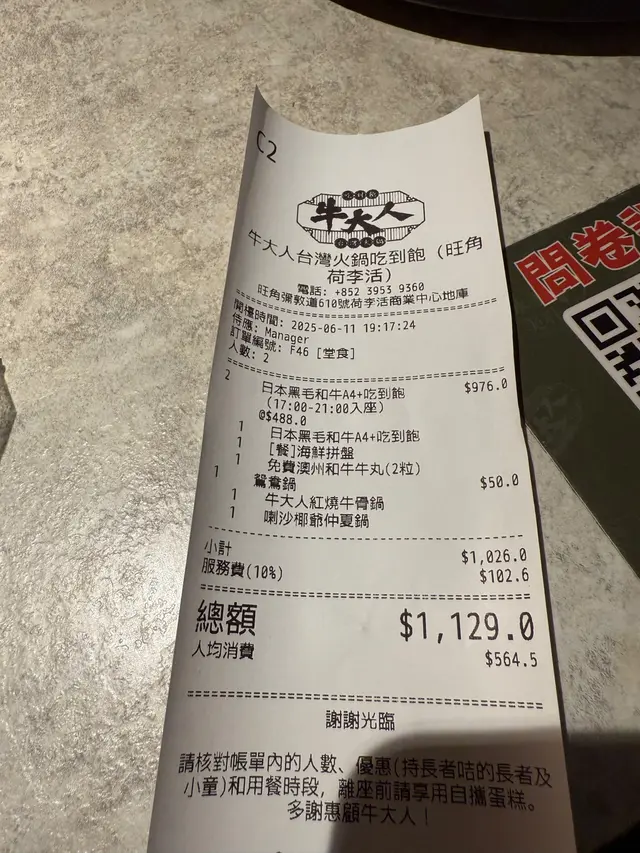 C2
牛大人
牛大人台灣火鍋吃到飽 (旺角
荷李活)
電話: +852 3953 9360
旺角彌敦道610號荷李活商業中心地庫
開檯時間: 2025-06-11 19:17:24
侍應: Manager
訂單編號: F46 [堂食]
人數: 2
2 日本黑毛和牛A4+吃到飽 $976.0
(17:00-21:00入座)
@$488.0
1 日本黑毛和牛A4+吃到飽
1 [餐]海鮮拼盤
1 免費澳州和牛牛丸(2粒)
1 鴛鴦鍋 $50.0
1 牛大人紅燒牛骨鍋
1 喇沙椰爺仲夏鍋
小計 $1,026.0
服務費(10%) $102.6
總額 $1,129.0
人均消費 $564.5
謝謝光臨
請核對帳單內的人數、優惠(持長者咭的長者及
小童)和用餐時段, 離座前請享用自攜蛋糕。
多謝惠顧牛大人!
問卷